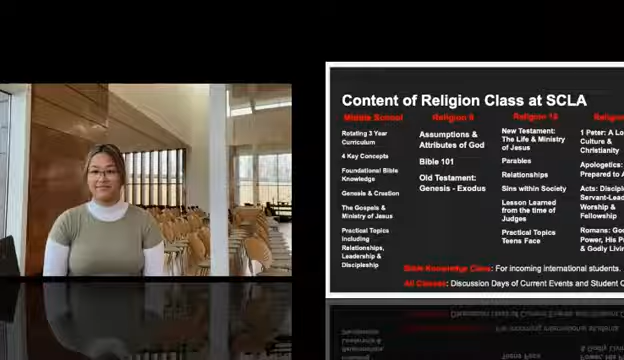 Content of Religion Class at SCLA
Middle School
Rotating 3 Year
Curriculum
4 Key Concepts
Foundational Bible
Knowledge
Genesis & Creation
The Gospels &
Ministry of Jesus
Practical Topics
Including
Relationships,
Leadership &
Discipleship
Religion 9
Assumptions &
Attributes of God
Bible 101
Old Testament:
Genesis - Exodus
Religion 10
New Testament:
The Life & Ministry
of Jesus
Parables
Relationships
Sins within Society
Lesson Learned
from the time of
Judges
Practical Topics
Teens Face
Religion
1 Peter: A Lo
Culture &
Christianity
Apologetics:
Prepared to A
Acts: Discipl
Servant-Lead
Worship &
Fellowship
Romans: Go
Power, His P
& Godly Livin
Bible Knowledge Class: For incoming international students.
All Classes: Discussion Days of Current Events and Student Q